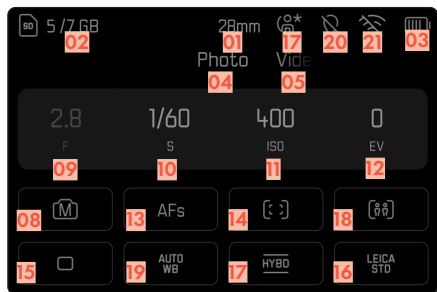 SD 5/7 GB 28mm
02 01 17 20 21 03
Photo Vide
04 05
2.8 1/60 400 0
F S ISO EV
09 10 11 12
M AFs
08 13 14 18
AUTO WB HYBD LEICA STD
15 19 17 16